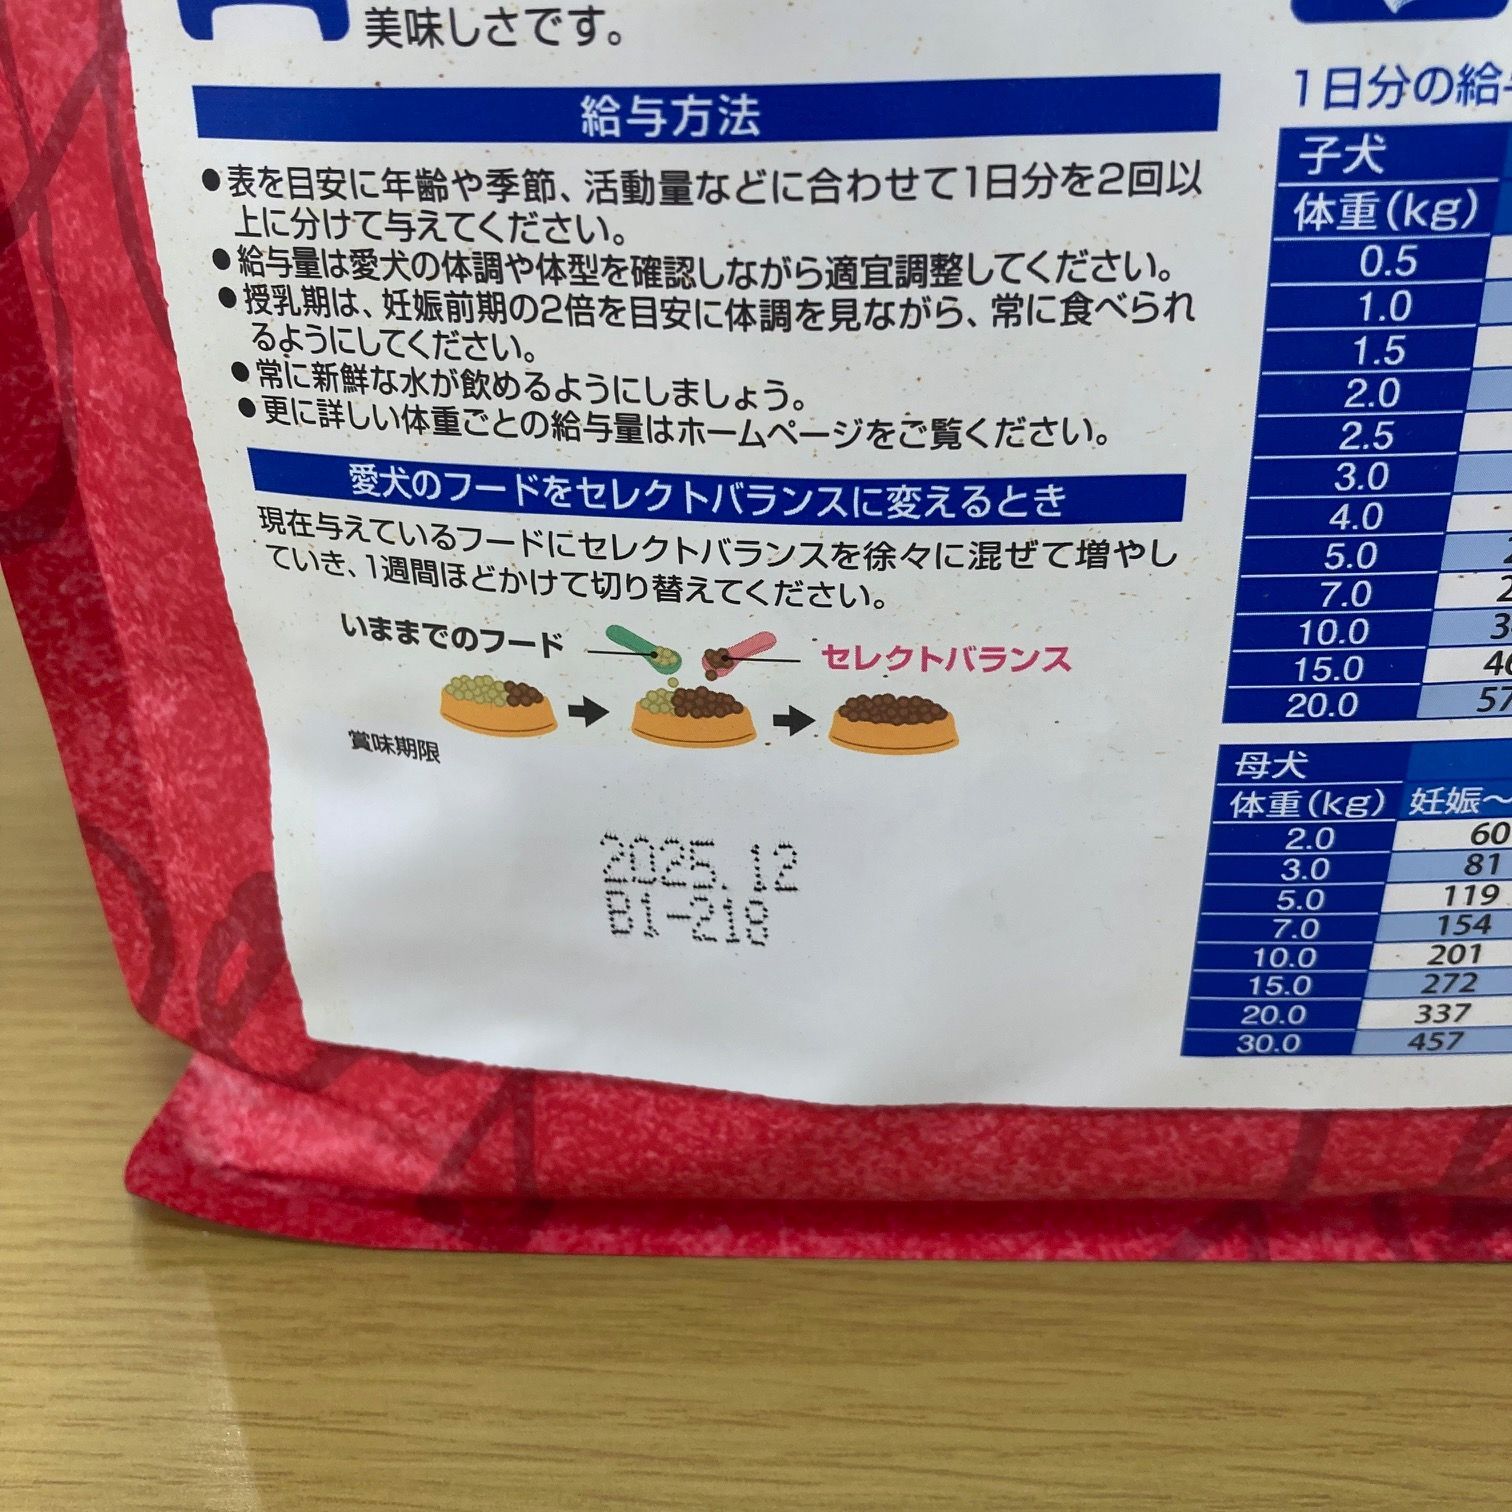 美味しさです。
給与方法
●表を目安に年齢や季節、活動量などに合わせて1日分を2回以
上に分けて与えてください。
●給与量は愛犬の体調や体型を確認しながら適宜調整してください。
●授乳期は、妊娠前期の2倍を目安に体調を見ながら、常に食べられ
るようにしてください。
●常に新鮮な水が飲めるようにしましょう。
●更に詳しい体重ごとの給与量はホームページをご覧ください。
愛犬のフードをセレクトバランスに変えるとき
現在与えているフードにセレクトバランスを徐々に混ぜて増やし
ていき、1週間ほどかけて切り替えてください。
いままでのフード
セレクトバランス
賞味期限
2025.12
B1-218
1日分の給
子犬
体重(kg)
0.5
1.0
1.5
2.0
2.5
3.0
4.0
5.0
7.0
10.0
15.0
20.0 57
母犬
体重(kg) 妊娠～
2.0 60
3.0 81
5.0 119
7.0 154
10.0 201
15.0 272
20.0 337
30.0 457